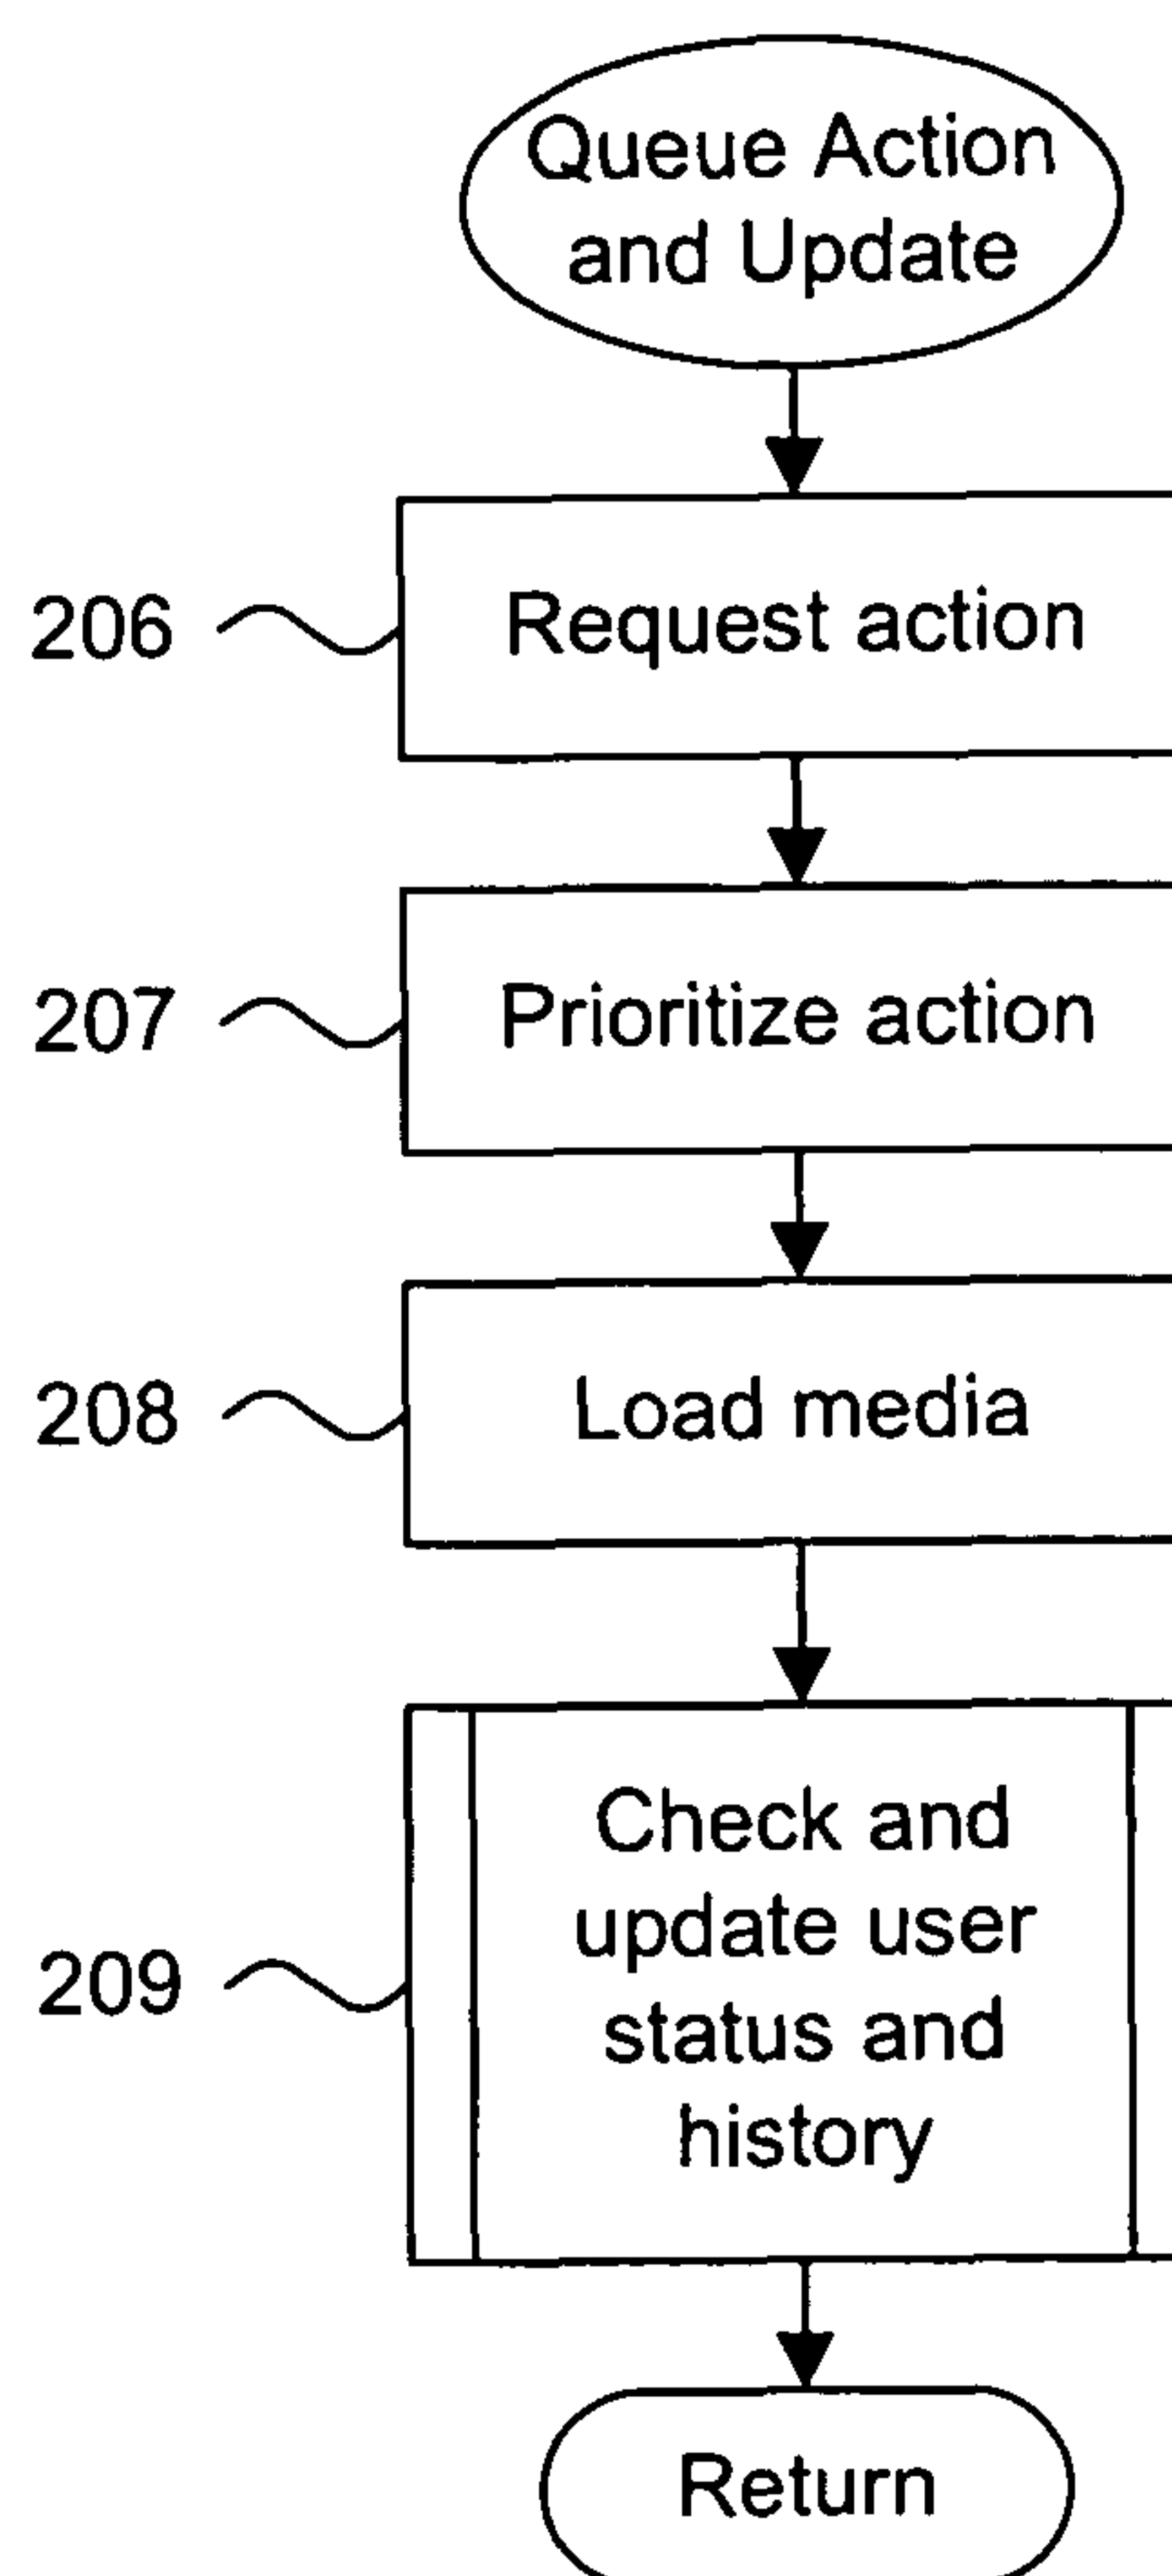 Queue Action
and Update
206
Request action
207
Prioritize action
208
Load media
209
Check and
update user
status and
history
Return